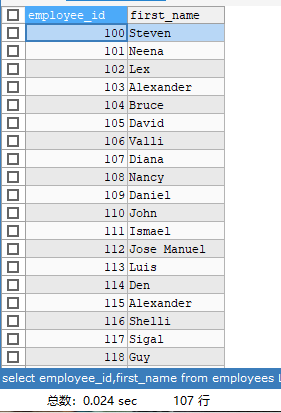 employee_id first_name
100 Steven
101 Neena
102 Lex
103 Alexander
104 Bruce
105 David
106 Valli
107 Diana
108 Nancy
109 Daniel
110 John
111 Ismael
112 Jose Manuel
113 Luis
114 Den
115 Alexander
116 Shelli
117 Sigal
118 Guy
select employee_id,first_name from employees L
总数: 0.024 sec 107 行